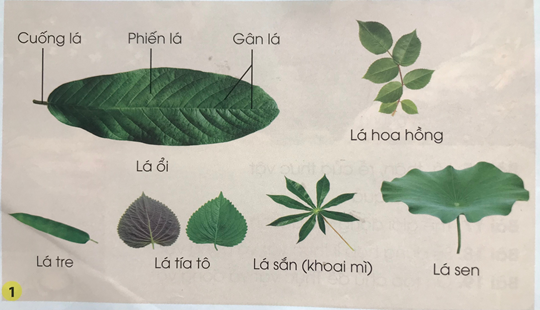 Cuống lá
Phiến lá
Gân lá
Lá ổi
Lá hoa hồng
Lá tre
Lá tía tô
Lá sắn (khoai mì)
Lá sen
1